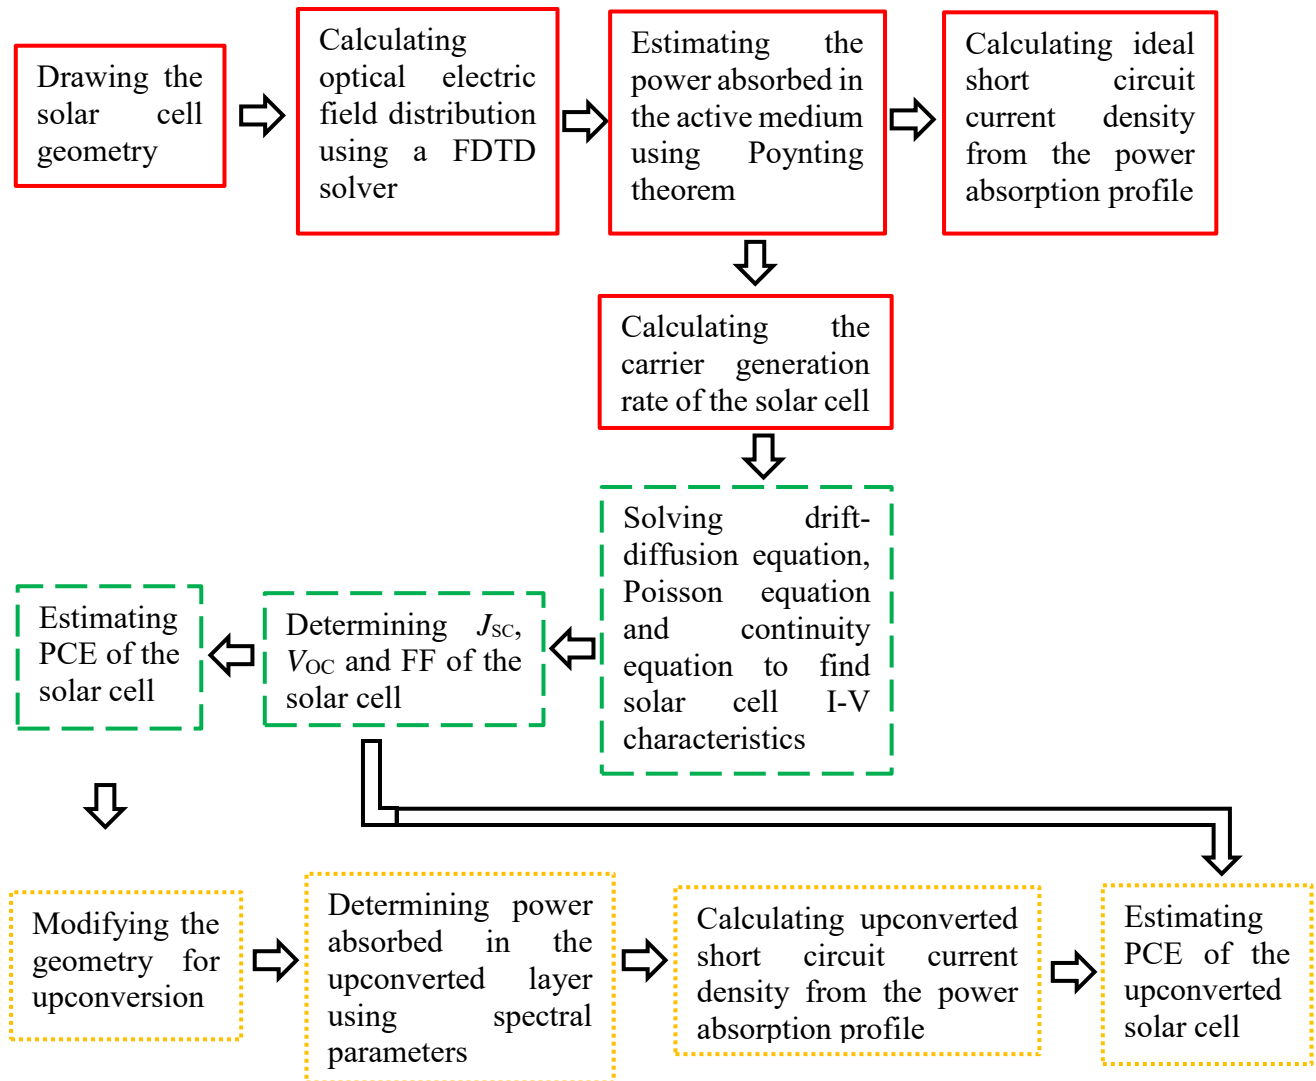 Drawing the
solar cell
geometry
Calculating
optical electric
field distribution
using a FDTD
solver
Estimating the
power absorbed in
the active medium
using Poynting
theorem
Calculating ideal
short circuit
current density
from the power
absorption profile
Calculating the
carrier generation
rate of the solar cell
Solving drift-
diffusion equation,
Poisson equation
and continuity
equation to find
solar cell I-V
characteristics
Determining JSC,
VOC and FF of the
solar cell
Estimating
PCE of the
solar cell
Modifying the
geometry for
upconversion
Determining power
absorbed in the
upconverted layer
using spectral
parameters
Calculating upconverted
short circuit current
density from the power
absorption profile
Estimating
PCE of the
upconverted
solar cell